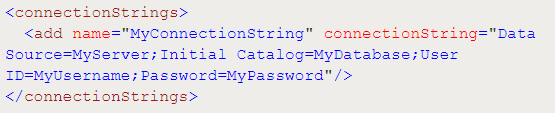 <connectionStrings>
  <add name="MyConnectionString" connectionString="Data
Source=MyServer;Initial Catalog=MyDatabase;User
ID=MyUsername;Password=MyPassword"/>
</connectionStrings>